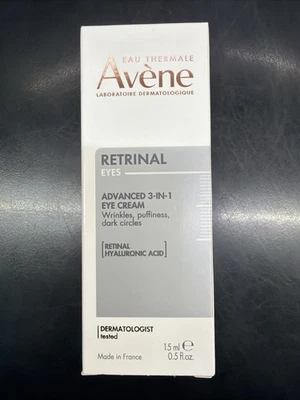 EAU THERMALE
Avène
LABORATOIRE DERMATOLOGIQUE
RETRINAL
EYES
ADVANCED 3-IN-1
EYE CREAM
Wrinkles, puffiness,
dark circles
RETINAL
HYALURONIC ACID
DERMATOLOGIST
tested
15 ml e
0.5 fl.oz.
Made in France